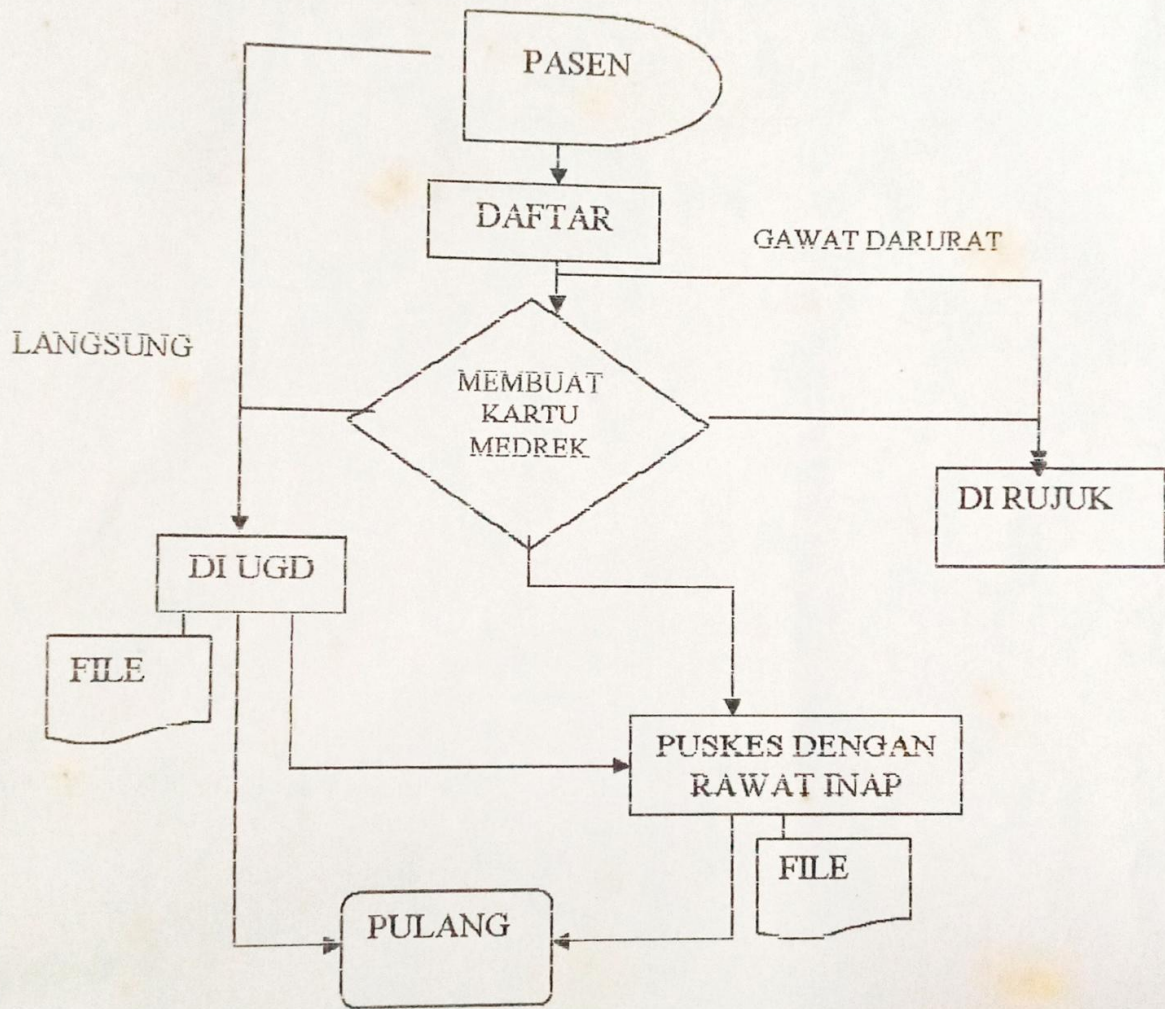 PASEN
DAFTAR
GAWAT DARURAT
LANGSUNG
MEMBUAT
KARTU
MEDREK
DI RUJUK
DI UGD
FILE
PUSKES DENGAN
RAWAT INAP
FILE
PULANG